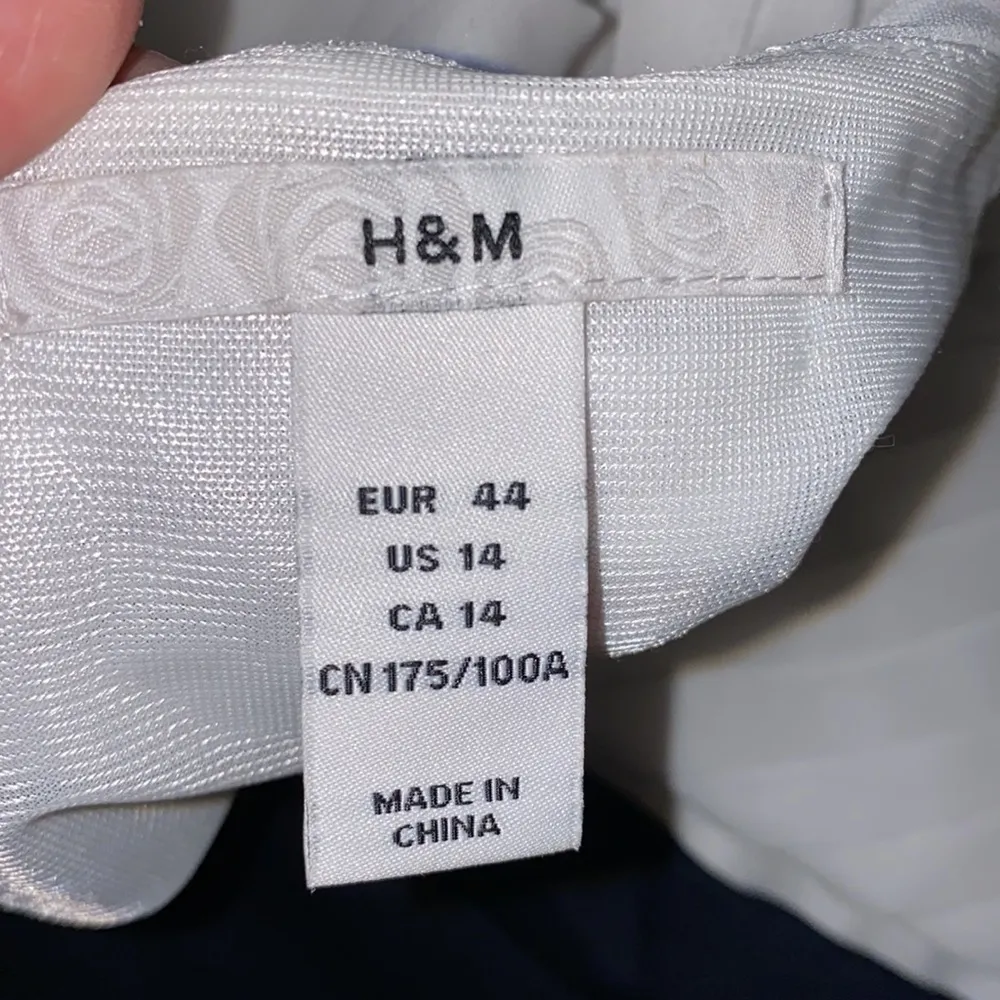 H&M
EUR 44
US 14
CA 14
CN 175/100A
MADE IN
CHINA